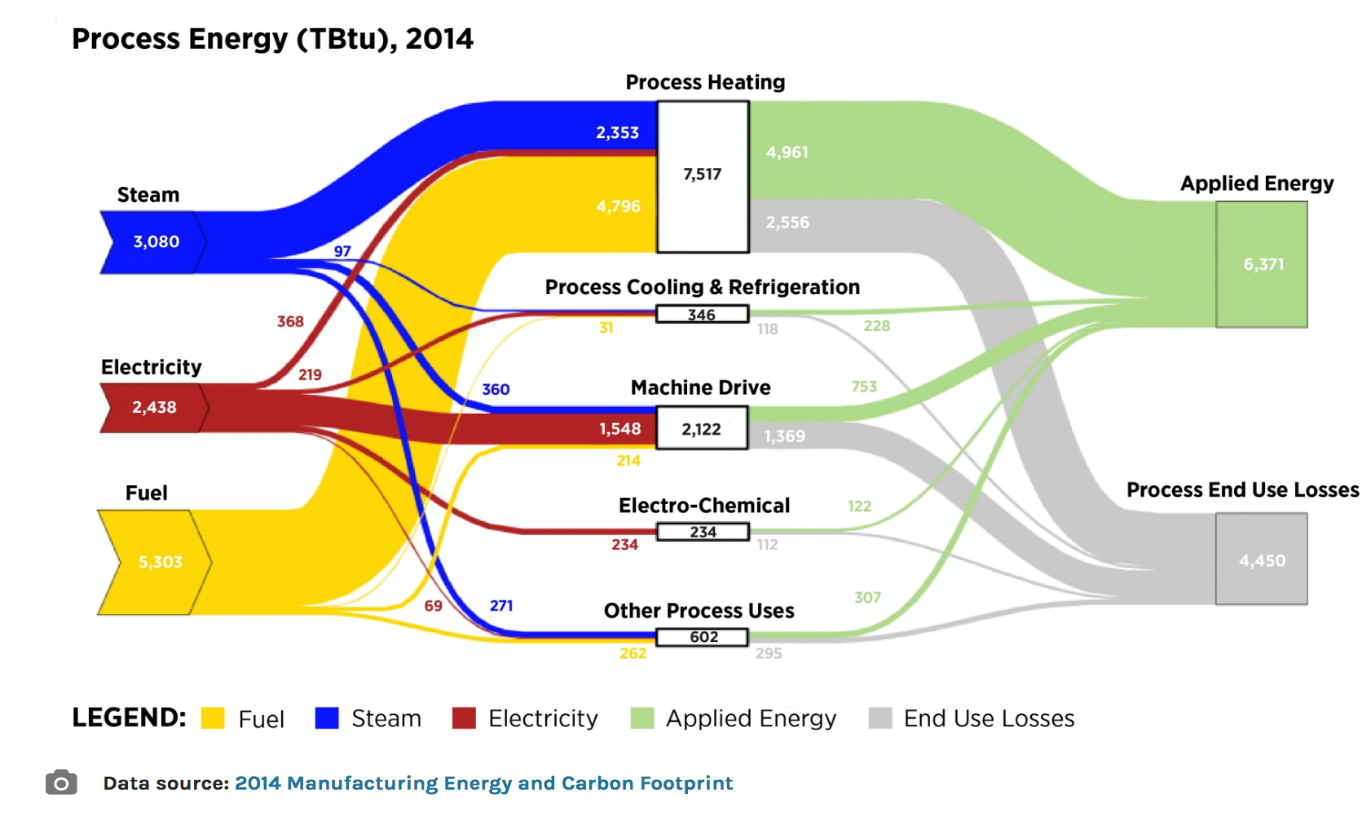 Process Energy (TBtu), 2014
Process Heating
2,353
4,961
7,517
Steam
Applied Energy
4,796
2,556
3,080
97
6,371
Process Cooling & Refrigeration
346
368
31
118
228
Electricity
219
Machine Drive
360
753
2,438
1,548
2,122
1,369
214
Fuel
Process End Use Losses
Electro-Chemical
122
234
234
112
5,303
4,450
69
271
Other Process Uses
307
602
262
295
LEGEND: Fuel Steam Electricity Applied Energy End Use Losses
Data source: 2014 Manufacturing Energy and Carbon Footprint